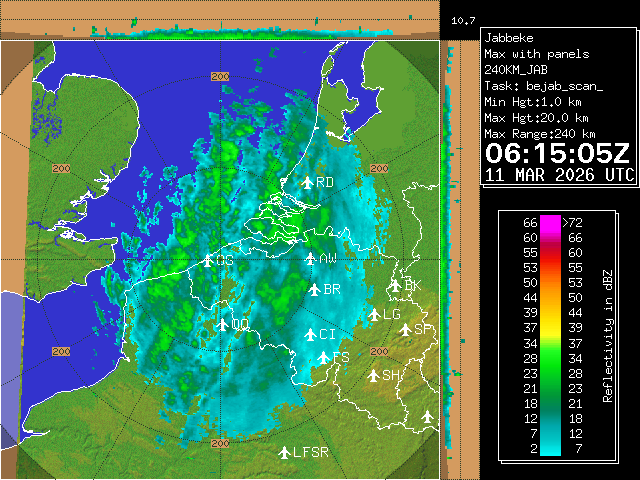 10.7
Jabbeke
Max with panels
240KM_JAB
Task: bejab_scan_
Min Hgt:1.0 km
Max Hgt:20.0 km
Max Range:240 km
06:15:05Z
11 MAR 2026 UTC
200
200
200
RD
OS
AW
BR
BK
LG
QQ
CI
SP
FS
200
SH
200
LFSR
66 >72
60 66
55 60
53 55
50 53
44 50
39 44
37 39
34 37
28 34
23 28
21 23
18 21
12 18
7 12
2 7
Reflectivity in dBZ